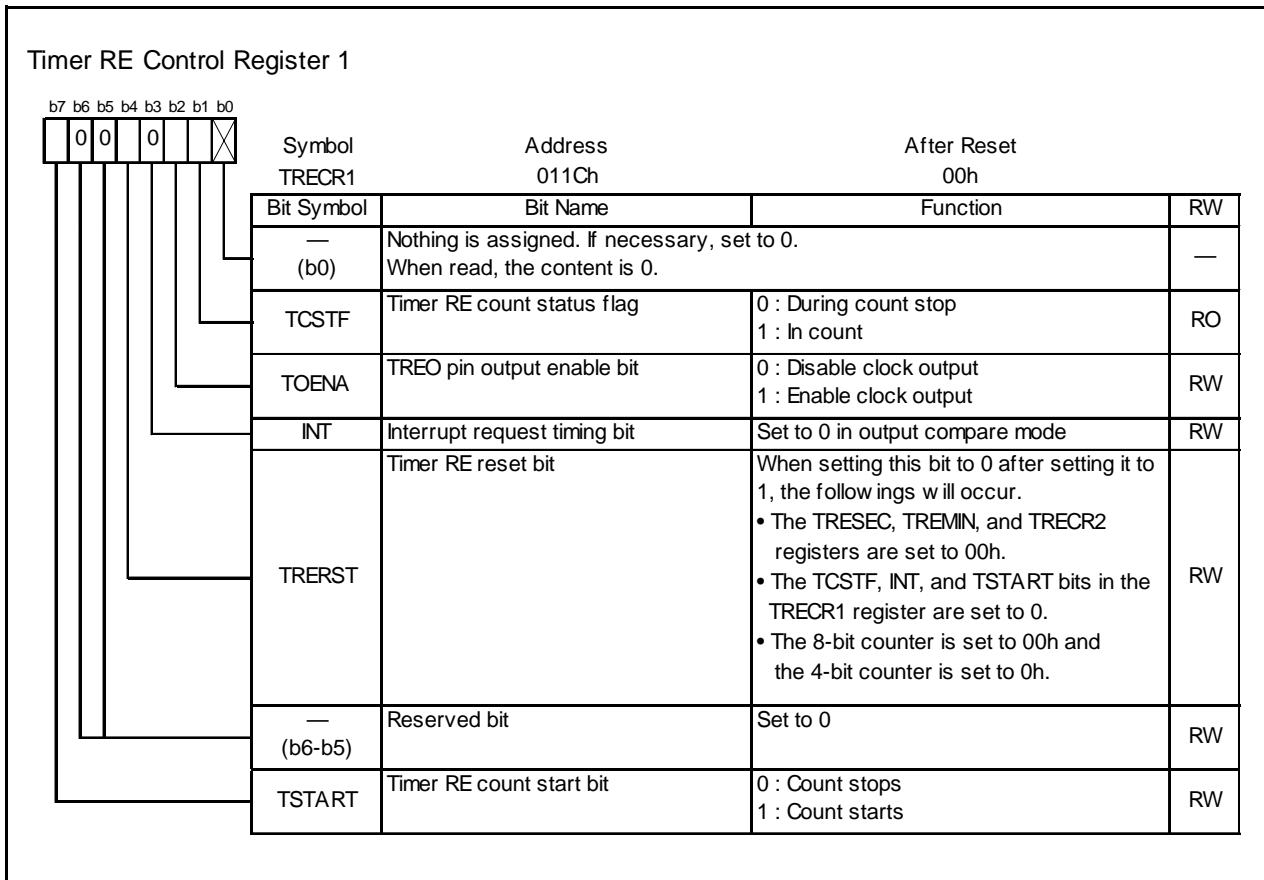 Timer RE Control Register 1
b7 b6 b5 b4 b3 b2 b1 b0
0 0 0
Symbol Address After Reset
TRECR1 011Ch 00h
Bit Symbol Bit Name Function RW
—
(b0)
Nothing is assigned. If necessary, set to 0.
When read, the content is 0.
—
TCSTF
Timer RE count status flag
0 : During count stop
1 : In count
RO
TOENA
TREO pin output enable bit
0 : Disable clock output
1 : Enable clock output
RW
INT Interrupt request timing bit Set to 0 in output compare mode RW
TRERST
Timer RE reset bit
When setting this bit to 0 after setting it to
1, the followings will occur.
• The TRESEC, TREMIN, and TRECR2
registers are set to 00h.
• The TCSTF, INT, and TSTART bits in the
TRECR1 register are set to 0.
• The 8-bit counter is set to 00h and
the 4-bit counter is set to 0h.
RW
—
(b6-b5)
Reserved bit
Set to 0
RW
TSTART
Timer RE count start bit
0 : Count stops
1 : Count starts
RW